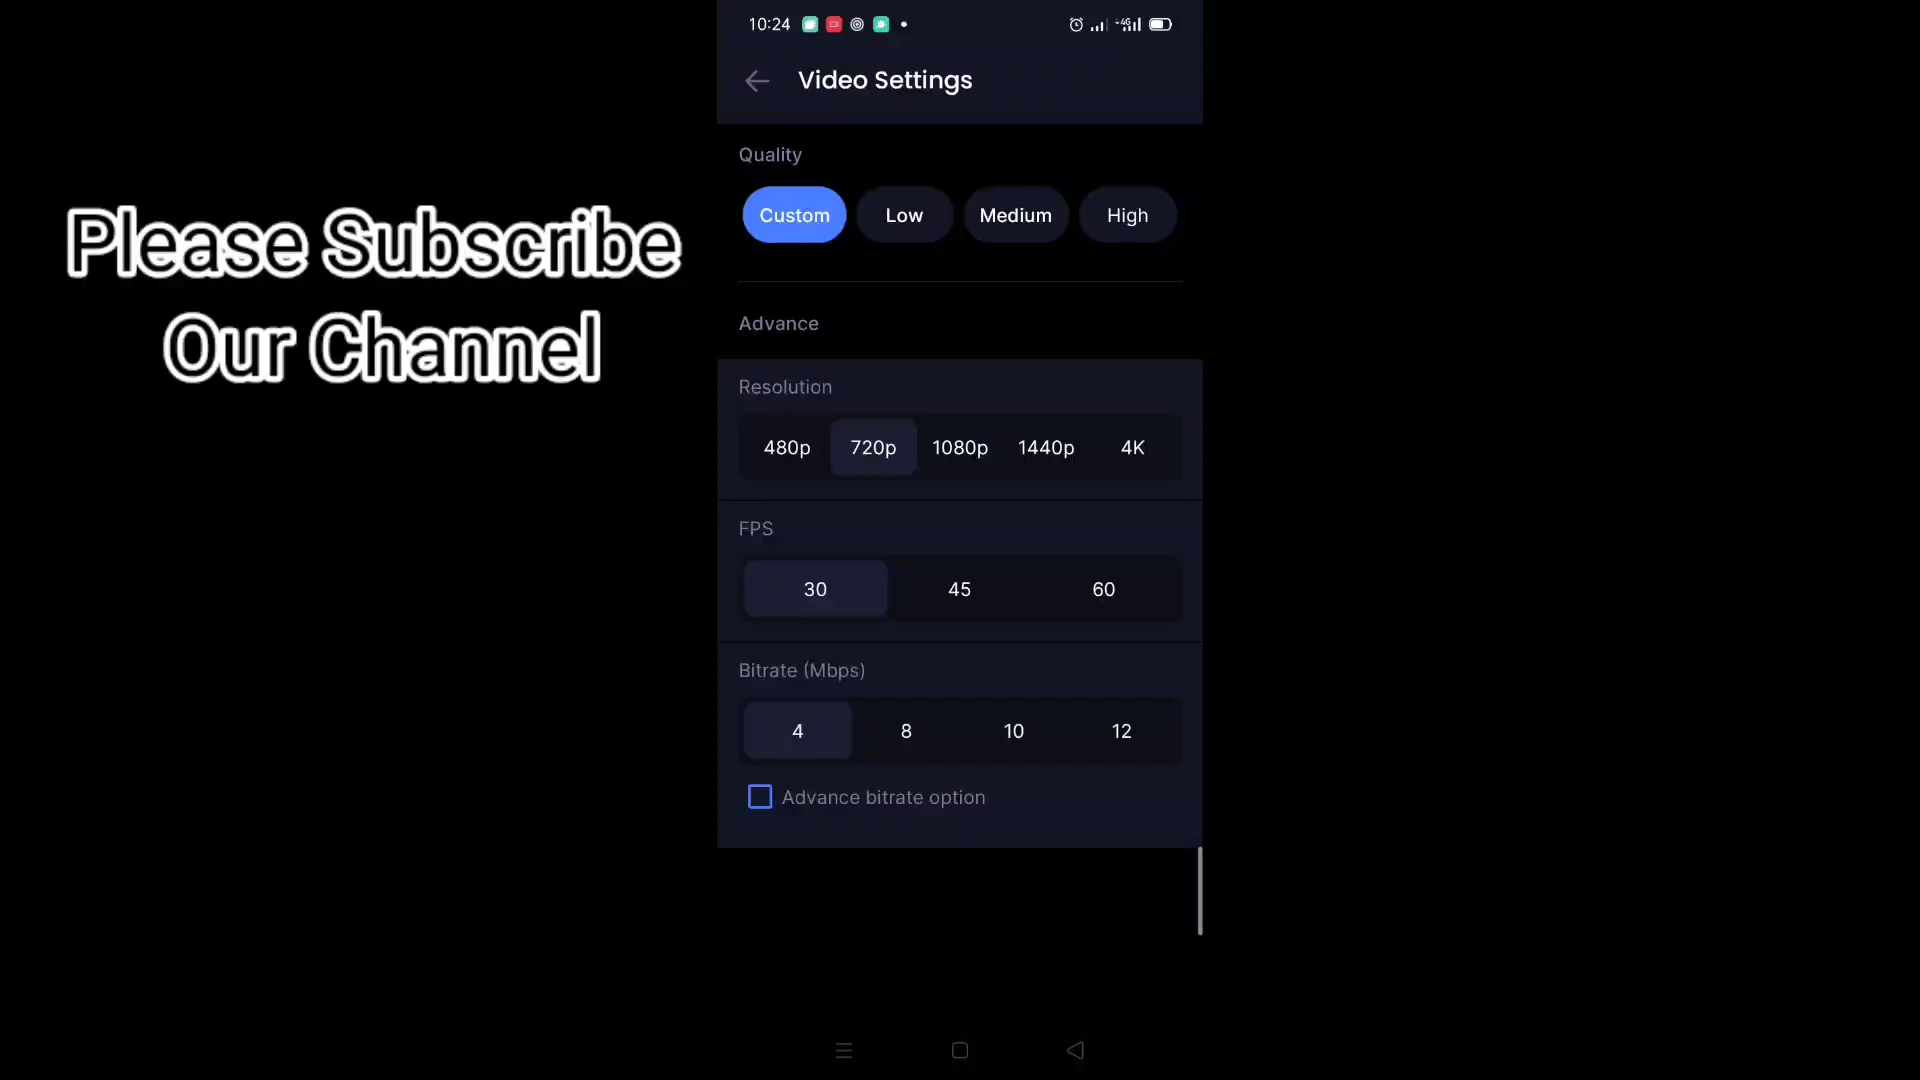 10:24
4G
Video Settings
Please Subscribe
Our Channel
Quality
Custom Low Medium High
Advance
Resolution
480p 720p 1080p 1440p 4K
FPS
30 45 60
Bitrate (Mbps)
4 8 10 12
Advance bitrate option